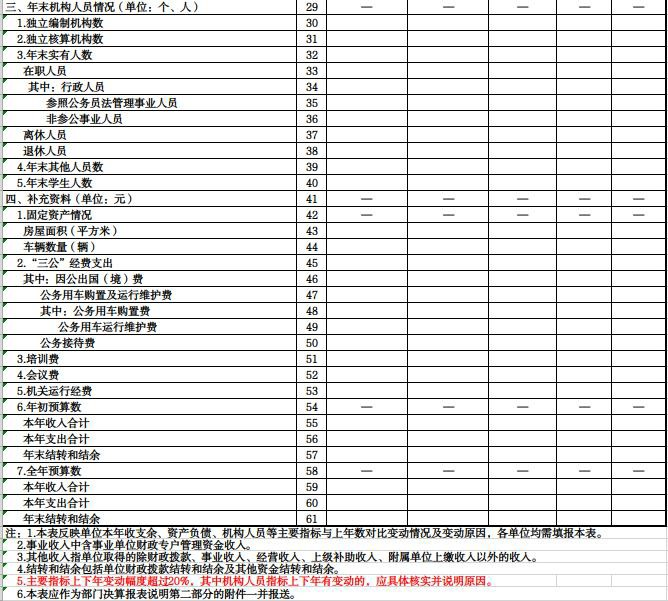 三、年末机构人员情况（单位：个、人） 29 — — — — —
1.独立编制机构数 30
2.独立核算机构数 31
3.年末实有人数 32
在职人员 33
其中：行政人员 34
参照公务员法管理事业人员 35
非参公事业人员 36
离休人员 37
退休人员 38
4.年末其他人员数 39
5.年末学生人数 40
四、补充资料（单位：元） 41 — — — — —
1.固定资产情况 42 — — — — —
房屋面积（平方米） 43
车辆数量（辆） 44
2.“三公”经费支出 45
其中：因公出国（境）费 46
公务用车购置及运行维护费 47
其中：公务用车购置费 48
公务用车运行维护费 49
公务接待费 50
3.培训费 51
4.会议费 52
5.机关运行经费 53
6.年初预算数 54 — — — — —
本年收入合计 55
本年支出合计 56
年末结转和结余 57
7.全年预算数 58 — — — — —
本年收入合计 59
本年支出合计 60
年末结转和结余 61
注：1.本表反映单位本年收支余、资产负债、机构人员等主要指标与上年数对比变动情况及变动原因，各单位均需填报本表。
2.事业收入中含事业单位财政专户管理资金收入。
3.其他收入指单位取得的除财政拨款、事业收入、经营收入、上级补助收入、附属单位上缴收入以外的收入。
4.结转和结余包括单位财政拨款结转和结余及其他资金结转和结余。
5.主要指标上下年变动幅度超过20%，其中机构人员指标上下年有变动的，应具体核实并说明原因。
6.本表应作为部门决算报表说明第二部分的附件一并报送。